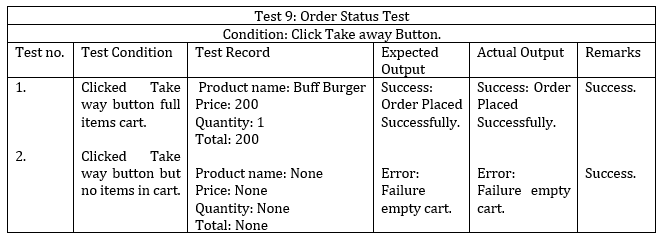 Test 9: Order Status Test
Condition: Click Take away Button.
Test no. Test Condition Test Record Expected Output Actual Output Remarks
1.
Clicked Take
way button full
items cart.
Product name: Buff Burger
Price: 200
Quantity: 1
Total: 200
Success:
Order Placed
Successfully.
Success: Order
Placed
Successfully.
Success.
2.
Clicked Take
way button but
no items in cart.
Product name: None
Price: None
Quantity: None
Total: None
Error:
Failure
empty cart.
Error:
Failure empty
cart.
Success.